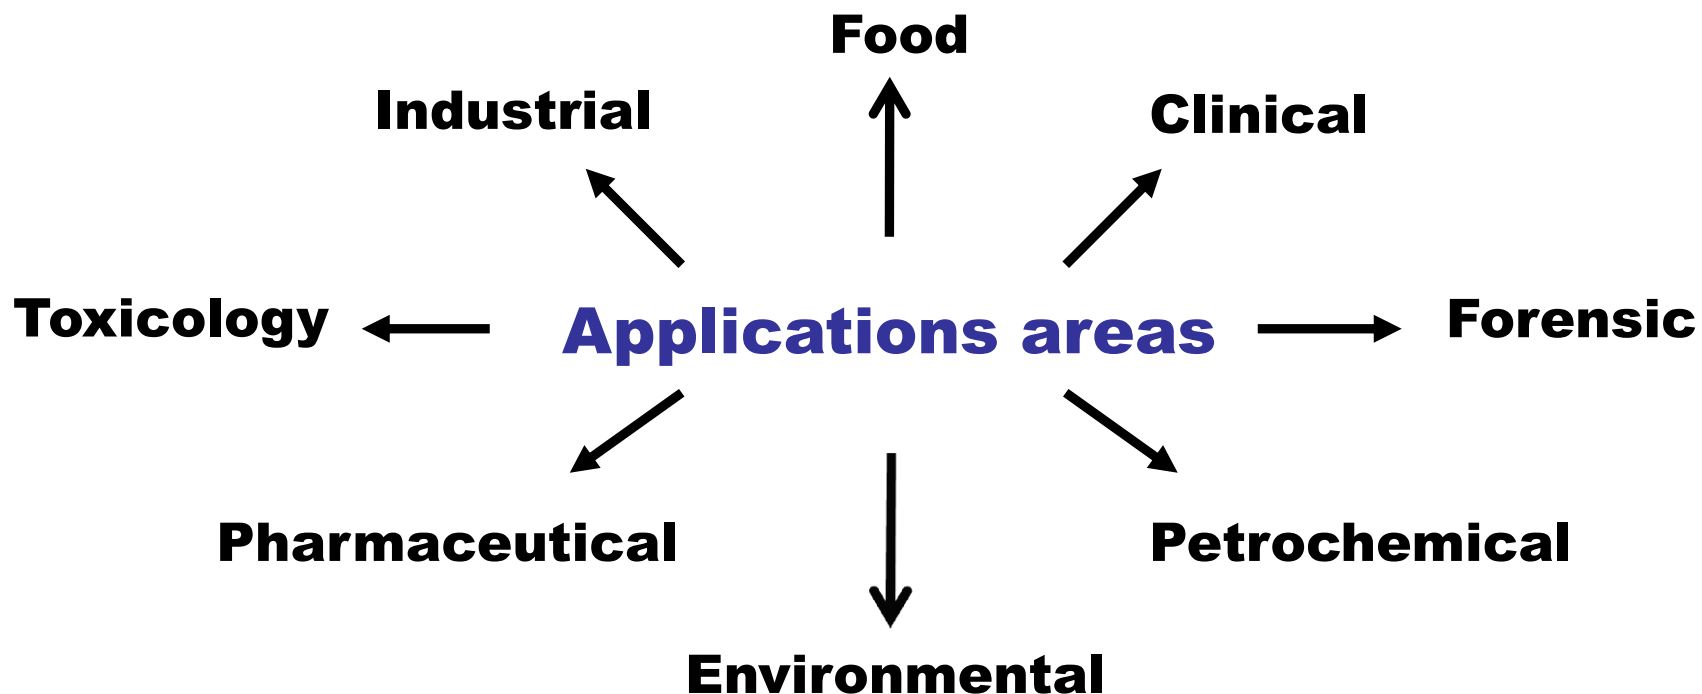 Food
Industrial
Clinical
Toxicology
Applications areas
Forensic
Pharmaceutical
Petrochemical
Environmental